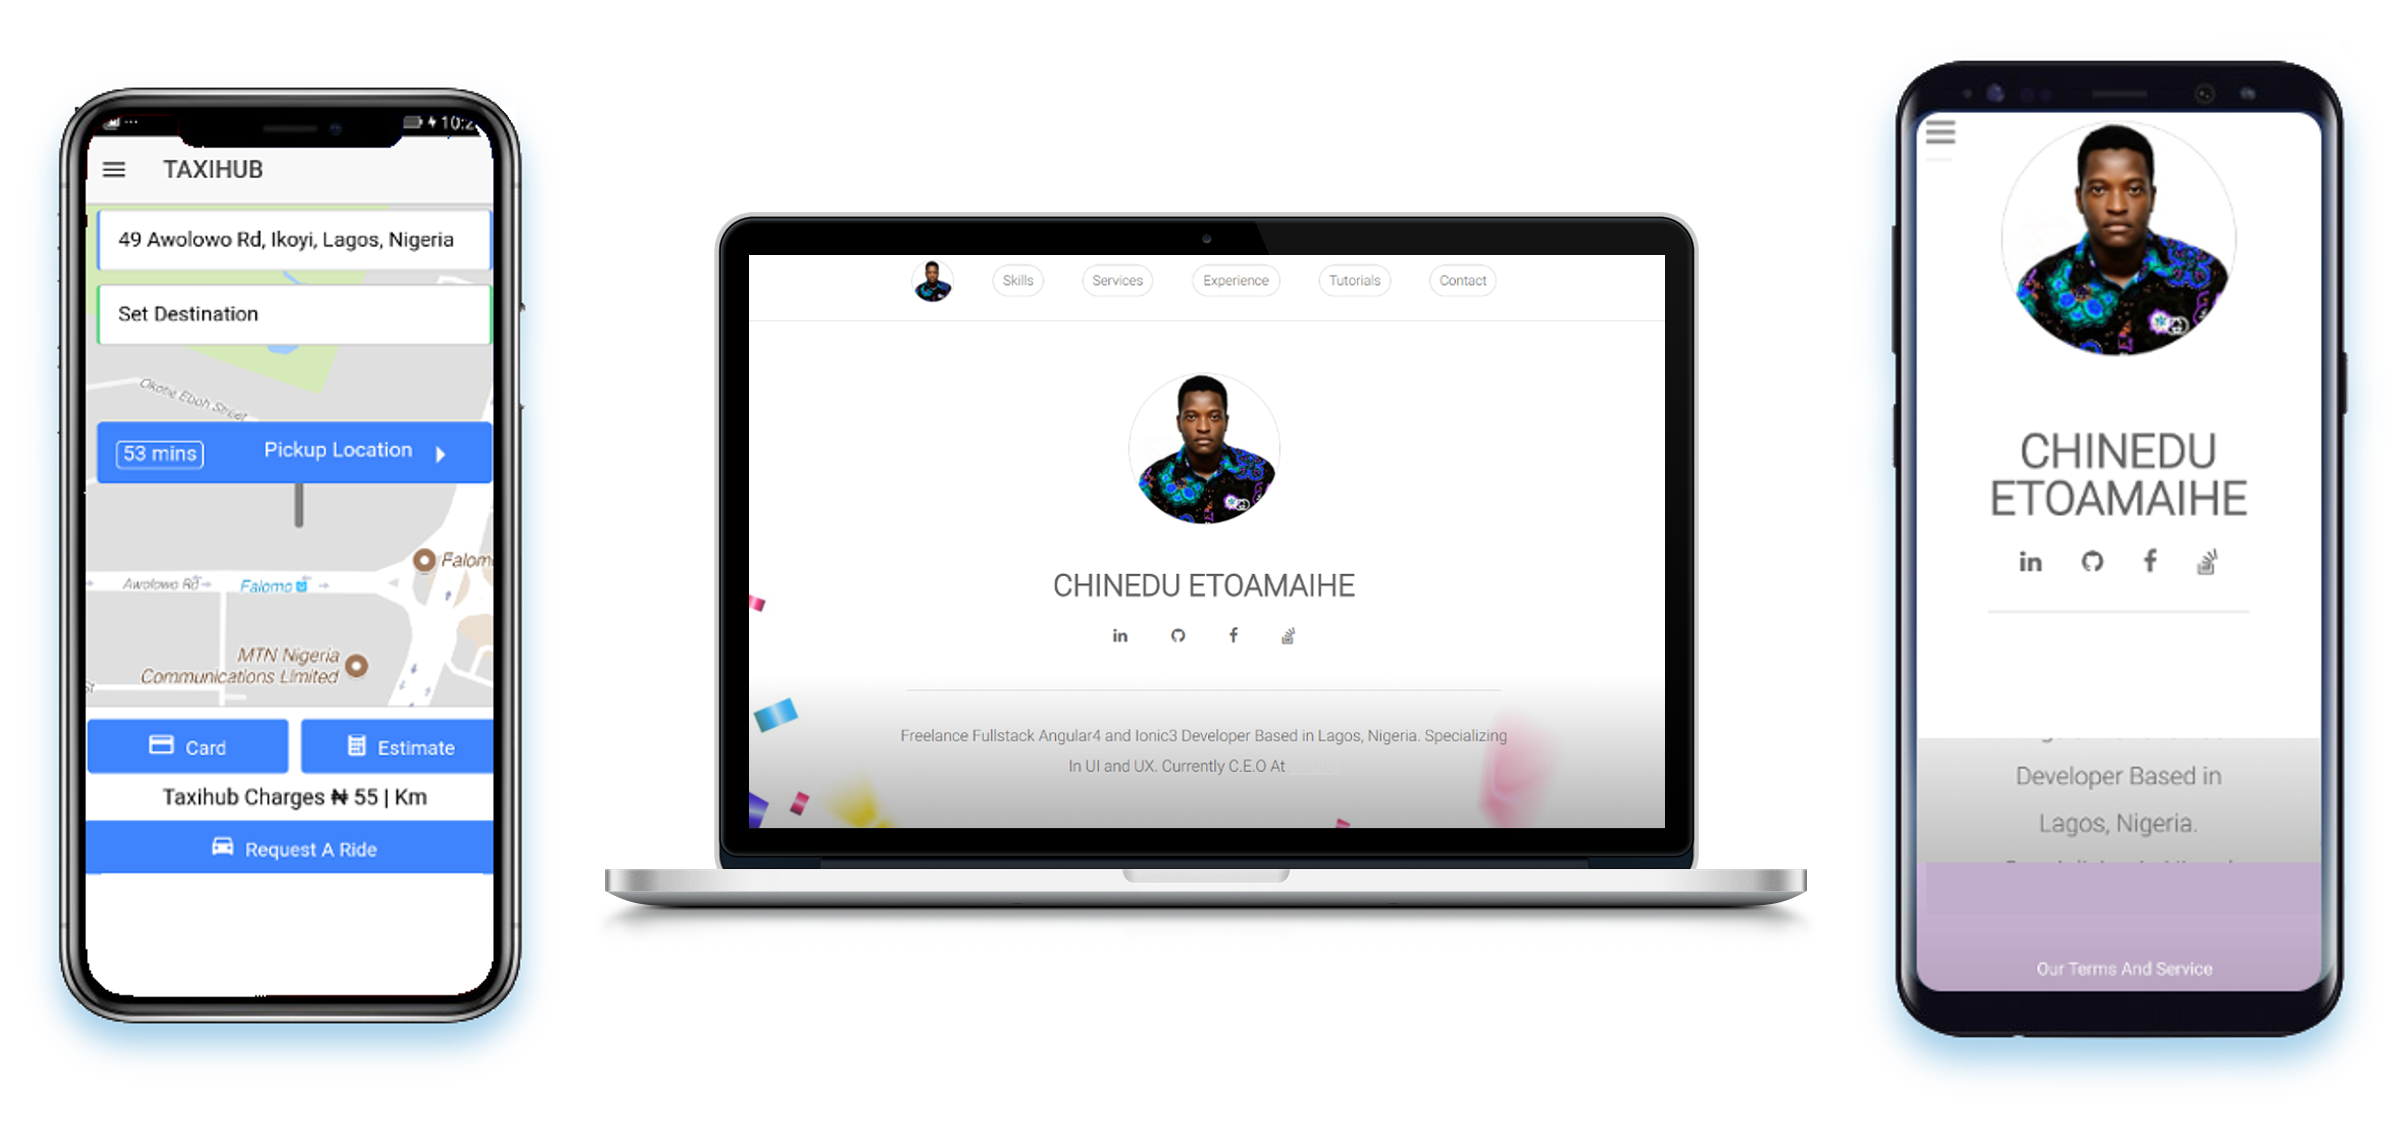 10:2
TAXIHUB
49 Awolowo Rd, Ikoyi, Lagos, Nigeria
Set Destination
Okotie Eboh Street
53 mins Pickup Location
Falom
Awolowo Rd
Falomo
MTN Nigeria
Communications Limited
St
Card Estimate
Taxihub Charges ₦ 55 | Km
Request A Ride
Skills Services Experience Tutorials Contact
CHINEDU ETOAMAIHE
in
Freelance Fullstack Angular4 and Ionic3 Developer Based in Lagos, Nigeria. Specializing
In UI and UX. Currently C.E.O At
CHINEDU
ETOAMAIHE
in
Developer Based in
Lagos, Nigeria.
Our Terms And Service